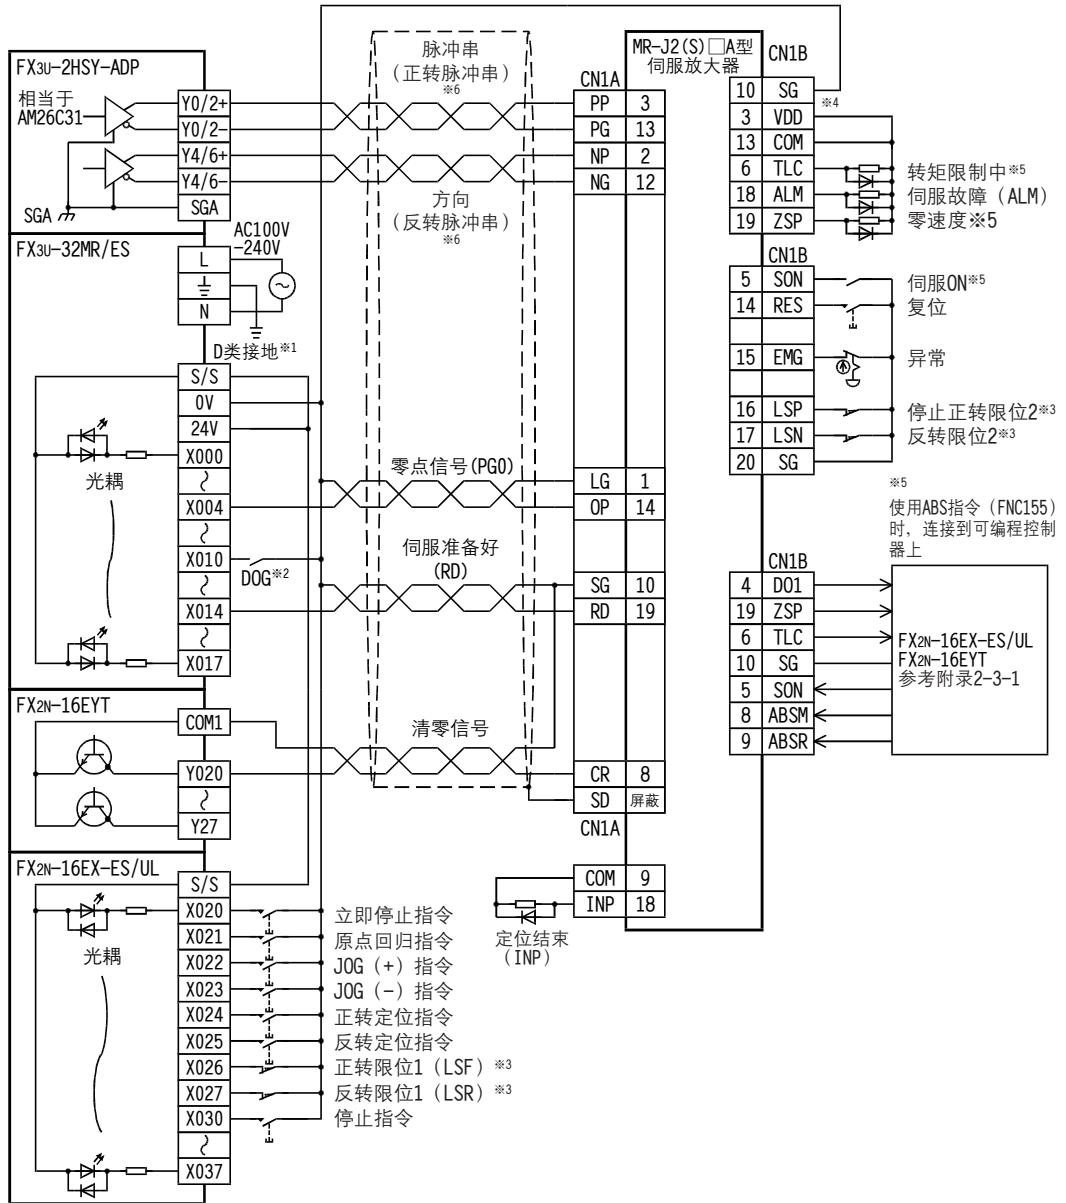 FX3U-2HSY-ADP
相当于
AM26C31
Y0/2+
Y0/2-
Y4/6+
Y4/6-
SGA
SGA
脉冲串
(正转脉冲串)
※6
方向
(反转脉冲串)
※6
CN1A
PP 3
PG 13
NP 2
NG 12
MR-J2(S)□A型
伺服放大器
CN1B
10 SG
※4
3 VDD
13 COM
6 TLC
18 ALM
19 ZSP
转矩限制中※5
伺服故障 (ALM)
零速度※5
FX3U-32MR/ES
L
N
AC100V
-240V
D类接地※1
S/S
0V
24V
X000
X004
X010
X014
X017
光耦
DOG※2
零点信号(PG0)
LG 1
OP 14
伺服准备好
(RD)
SG 10
RD 19
CN1B
5 SON
14 RES
15 EMG
16 LSP
17 LSN
20 SG
伺服ON※5
复位
异常
停止正转限位2※3
反转限位2※3
※5
使用ABS指令 (FNC155)
时, 连接到可编程控制
器上
CN1B
4 DO1
19 ZSP
6 TLC
10 SG
5 SON
8 ABSM
9 ABSR
FX2N-16EX-ES/UL
FX2N-16EYT
参考附录2-3-1
FX2N-16EYT
COM1
Y020
Y27
清零信号
CR 8
SD 屏蔽
CN1A
COM 9
INP 18
定位结束
(INP)
FX2N-16EX-ES/UL
S/S
光耦
X020 立即停止指令
X021 原点回归指令
X022 JOG (+) 指令
X023 JOG (-) 指令
X024 正转定位指令
X025 反转定位指令
X026 正转限位1 (LSF) ※3
X027 反转限位1 (LSR) ※3
X030 停止指令
X037